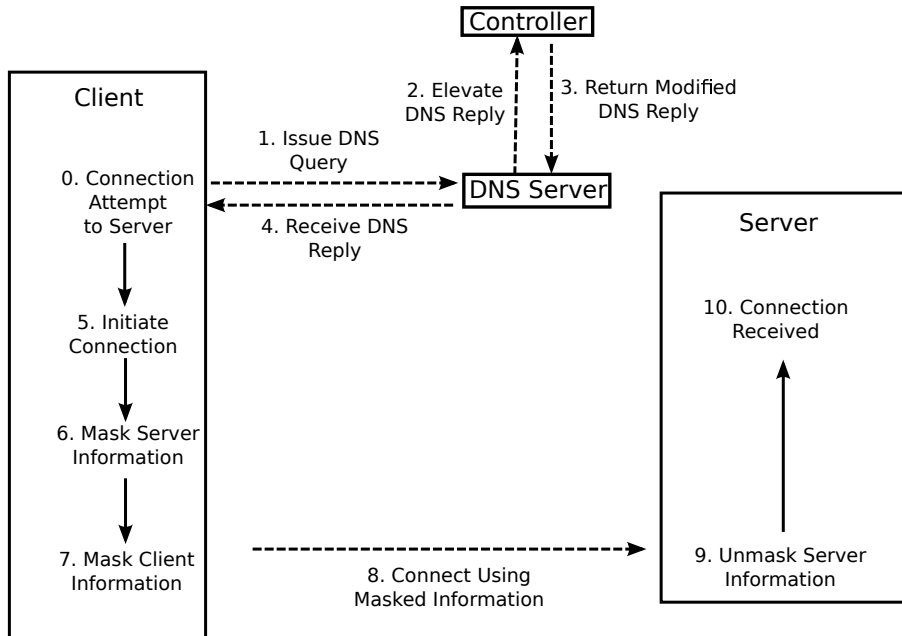 Controller
Client
2. Elevate
DNS Reply
3. Return Modified
DNS Reply
1. Issue DNS
Query
0. Connection
Attempt
to Server
DNS Server
4. Receive DNS
Reply
Server
5. Initiate
Connection
10. Connection
Received
6. Mask Server
Information
7. Mask Client
Information
8. Connect Using
Masked Information
9. Unmask Server
Information